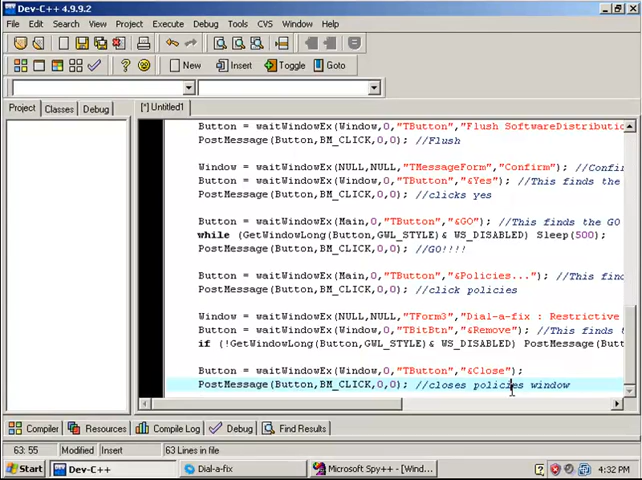 Dev-C++ 4.9.9.2
File Edit Search View Project Execute Debug Tools CVS Window Help
New Insert Toggle Goto
Project Classes Debug [*] Untitled1
Button = waitWindowEx(Window,0,"TButton","Flush SoftwareDistributio
PostMessage(Button,BM_CLICK,0,0); //Flush
Window = waitWindowEx(NULL,NULL,"TMessageForm","Confirm"); //Confi
Button = waitWindowEx(Window,0,"TButton","&Yes"); //This finds the
PostMessage(Button,BM_CLICK,0,0); //clicks yes
Button = waitWindowEx(Main,0,"TButton","&GO"); //This finds the GO
while (GetWindowLong(Button,GWL_STYLE)& WS_DISABLED) Sleep(500);
PostMessage(Button,BM_CLICK,0,0); //GO!!!!
Button = waitWindowEx(Main,0,"TButton","&Policies..."); //This find
PostMessage(Button,BM_CLICK,0,0); //click policies
Window = waitWindowEx(NULL,NULL,"TForm3","Dial-a-fix : Restrictive
Button = waitWindowEx(Window,0,"TBitBtn","&Remove"); //This finds t
if (!GetWindowLong(Button,GWL_STYLE)& WS_DISABLED) PostMessage(Butt
Button = waitWindowEx(Window,0,"TButton","&Close");
PostMessage(Button,BM_CLICK,0,0); //closes policies window
Compiler Resources Compile Log Debug Find Results
63: 55 Modified Insert 63 Lines in file
Start Dev-C++ Dial-a-fix Microsoft Spy++ - [Wind... 4:32 PM